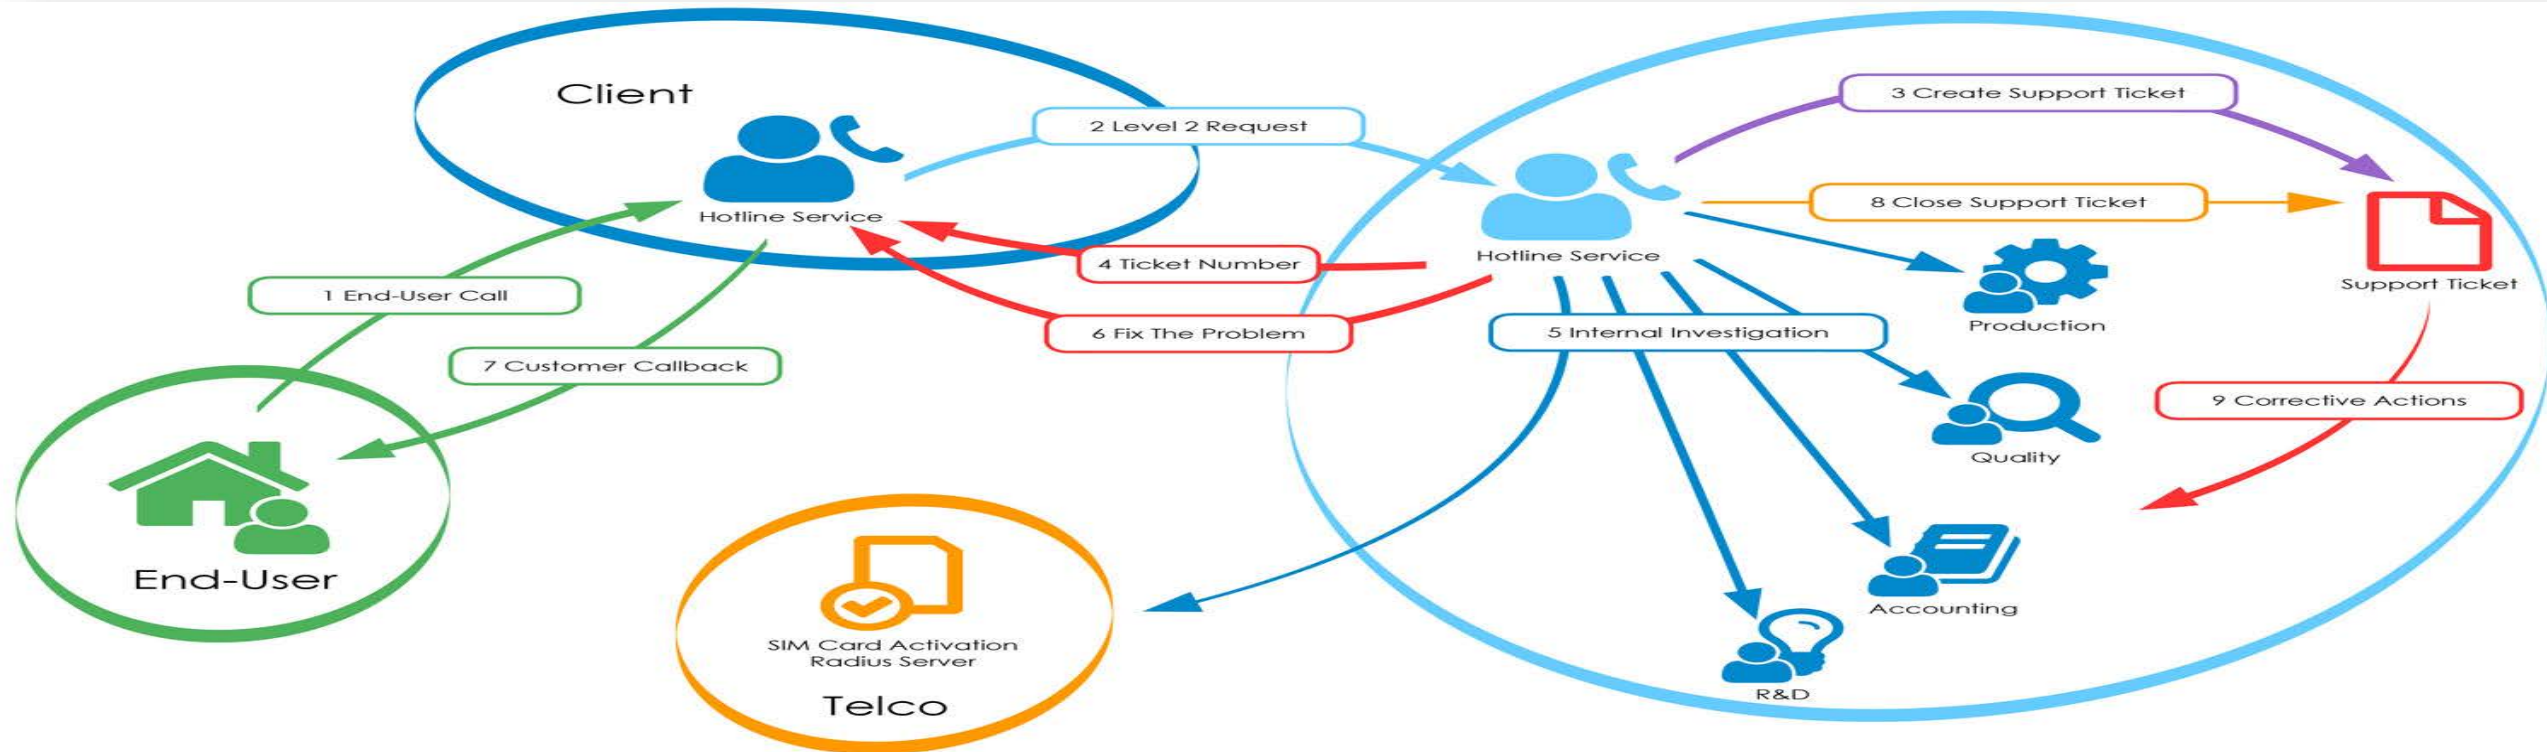 Client
3 Create Support Ticket
2 Level 2 Request
8 Close Support Ticket
Hotline Service
Hotline Service
4 Ticket Number
Support Ticket
1 End-User Call
Production
6 Fix The Problem
5 Internal Investigation
7 Customer Callback
9 Corrective Actions
Quality
End-User
Accounting
SIM Card Activation
Radius Server
R&D
Telco